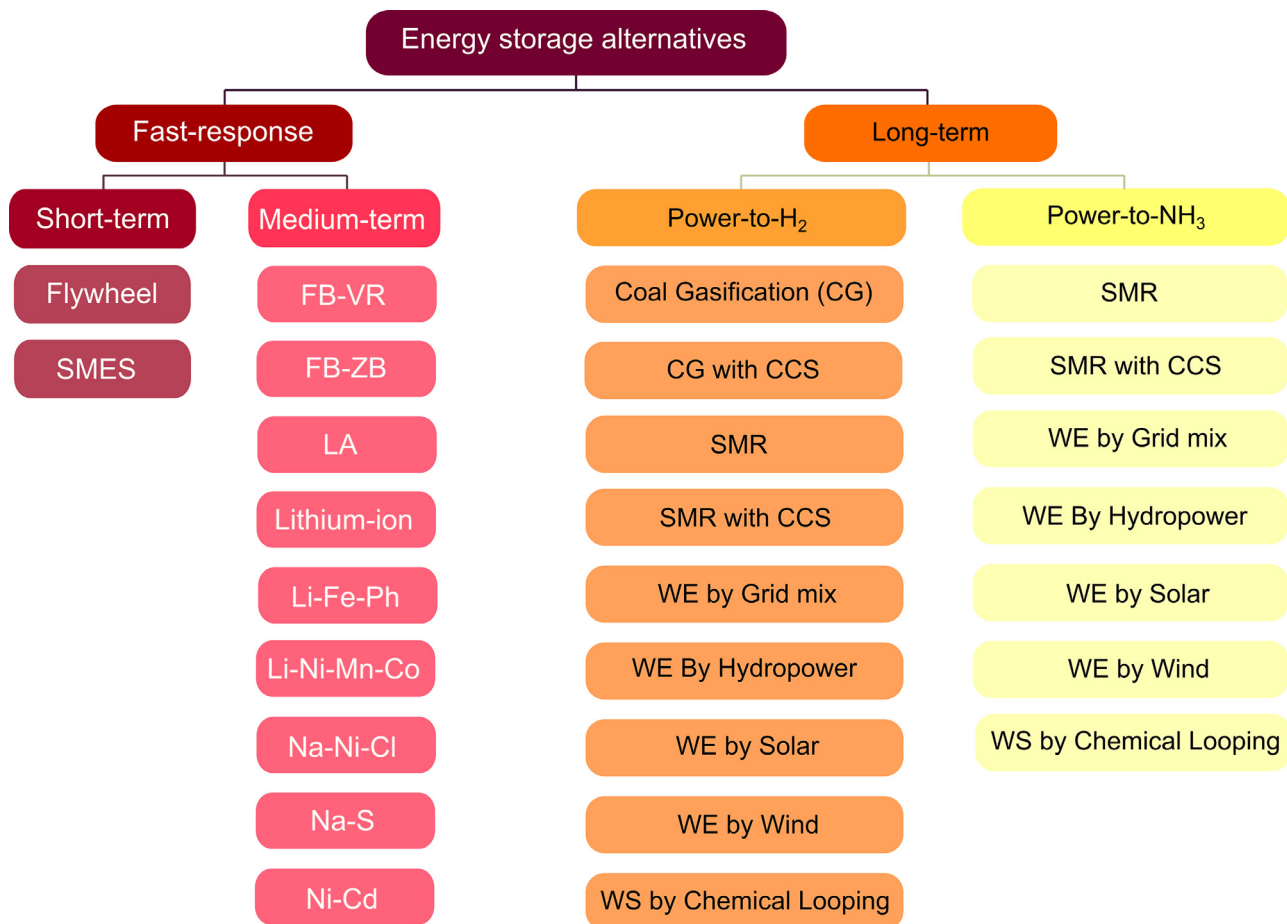 Energy storage alternatives
Fast-response
Long-term
Short-term
Medium-term
Power-to-H₂
Power-to-NH₃
Flywheel
FB-VR
Coal Gasification (CG)
SMR
SMES
FB-ZB
CG with CCS
SMR with CCS
LA
SMR
WE by Grid mix
Lithium-ion
SMR with CCS
WE By Hydropower
Li-Fe-Ph
WE by Grid mix
WE by Solar
Li-Ni-Mn-Co
WE By Hydropower
WE by Wind
Na-Ni-Cl
WE by Solar
WS by Chemical Looping
Na-S
WE by Wind
Ni-Cd
WS by Chemical Looping